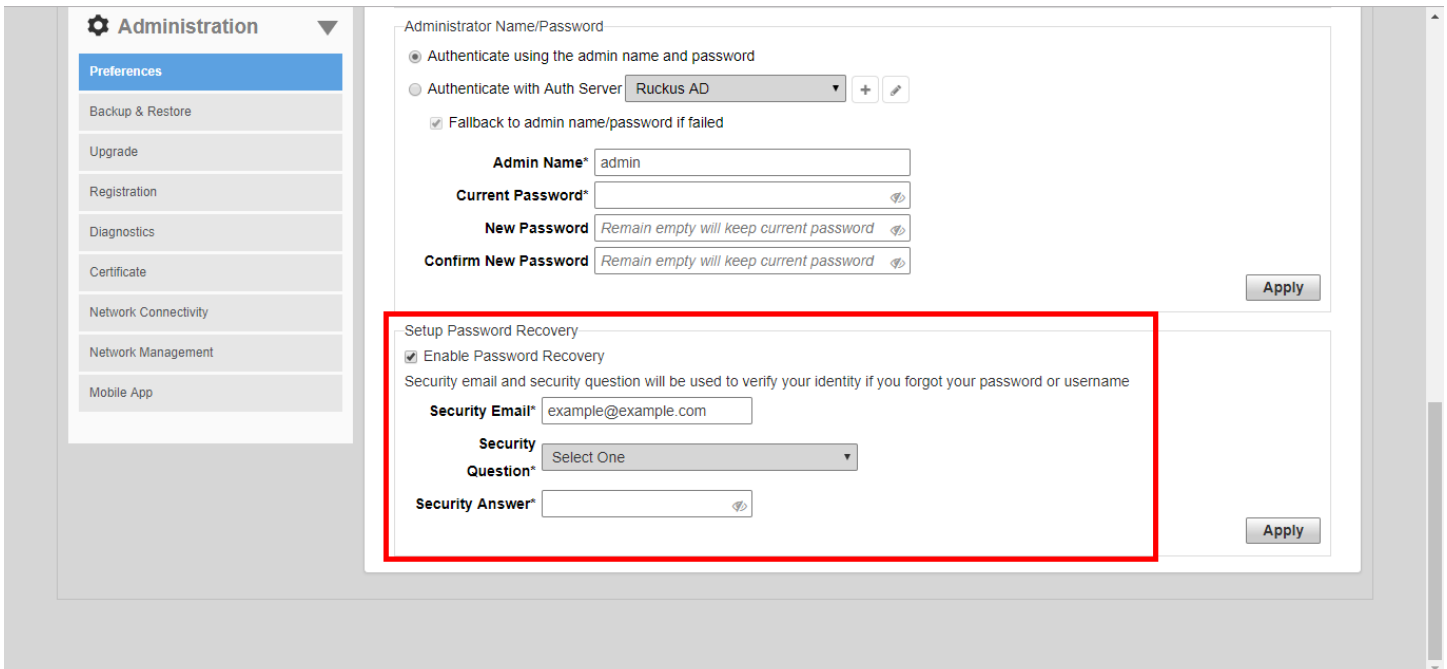 Administration
Preferences
Backup & Restore
Upgrade
Registration
Diagnostics
Certificate
Network Connectivity
Network Management
Mobile App
Administrator Name/Password
Authenticate using the admin name and password
Authenticate with Auth Server Ruckus AD
Fallback to admin name/password if failed
Admin Name* admin
Current Password*
New Password Remain empty will keep current password
Confirm New Password Remain empty will keep current password
Apply
Setup Password Recovery
Enable Password Recovery
Security email and security question will be used to verify your identity if you forgot your password or username
Security Email* example@example.com
Security
Question* Select One
Security Answer*
Apply